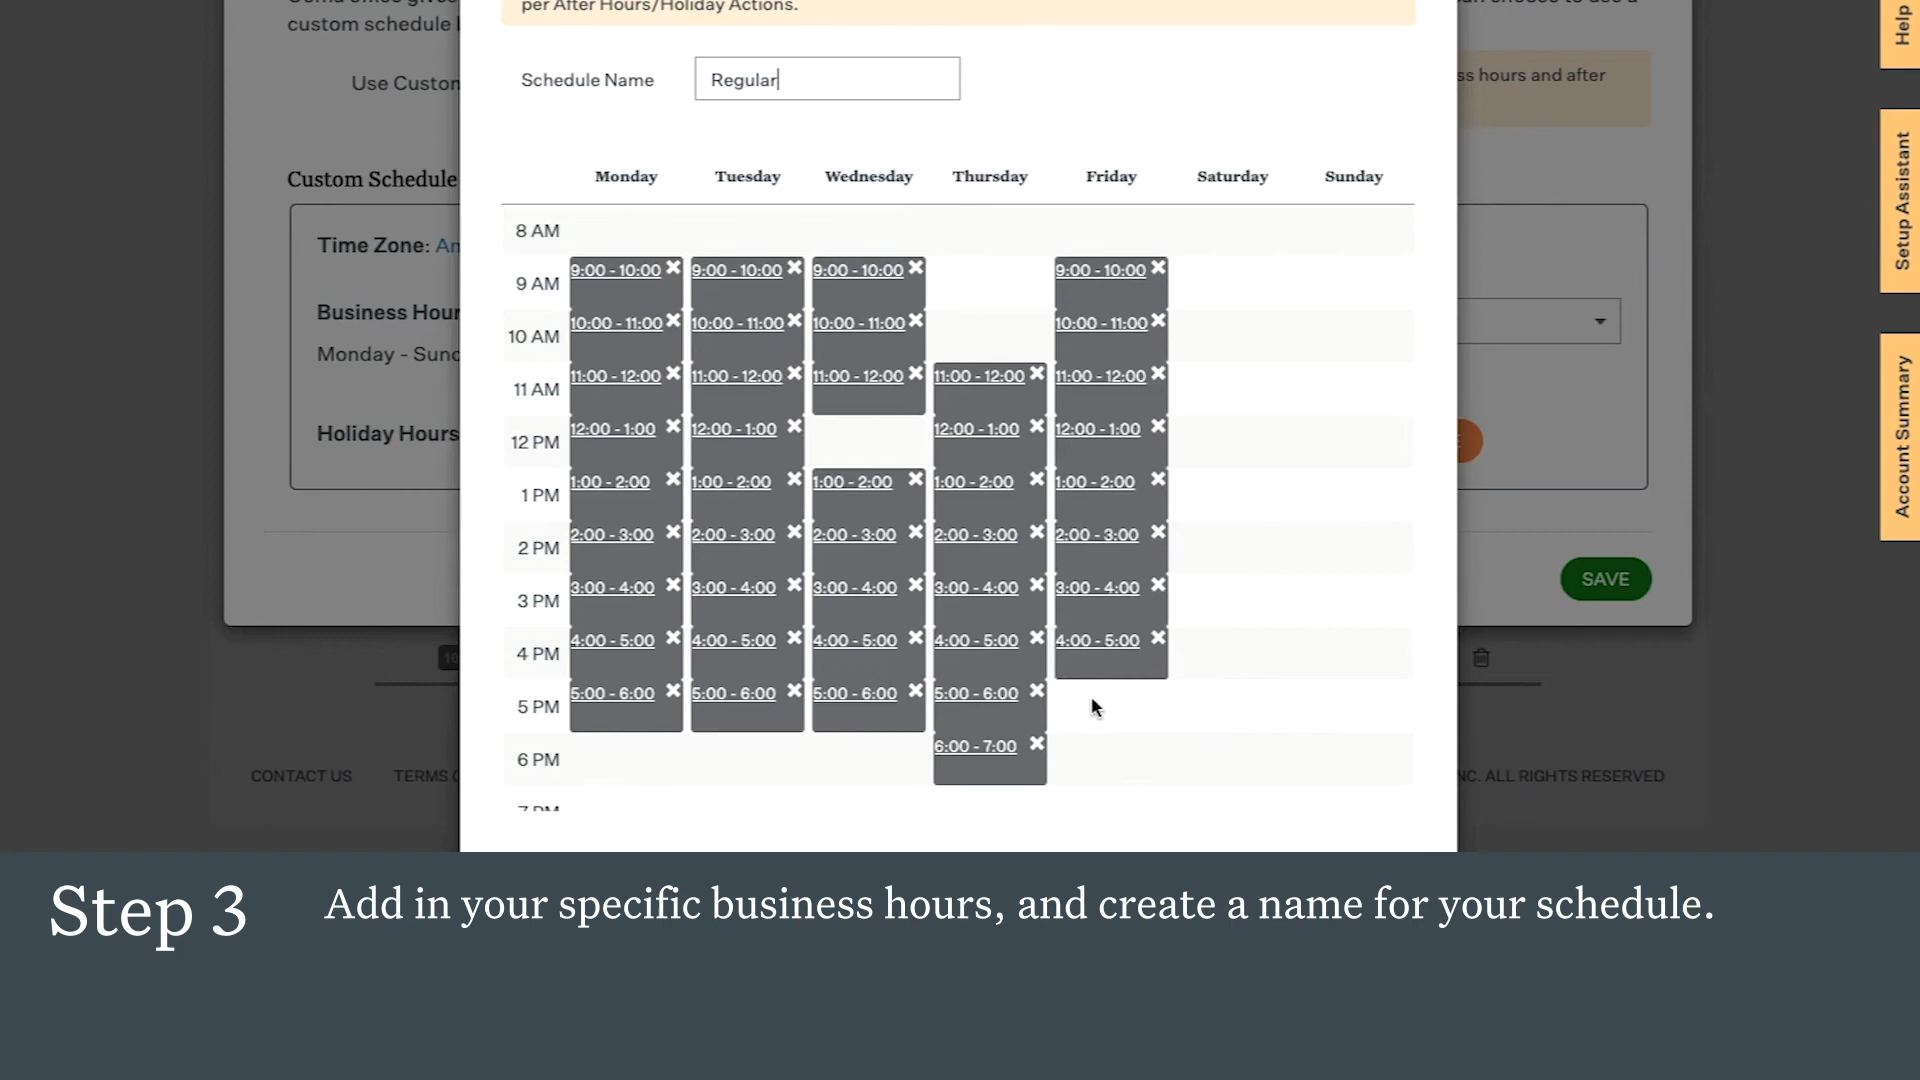 per After Hours/Holiday Actions.
custom schedule
Use Custom
ss hours and after
Help
Setup Assistant
Account Summary
Schedule Name Regular
Custom Schedule
Monday Tuesday Wednesday Thursday Friday Saturday Sunday
Time Zone:
Business Hour
Monday - Sund
Holiday Hours
8 AM
9 AM 9:00 - 10:00 9:00 - 10:00 9:00 - 10:00 9:00 - 10:00
10 AM 10:00 - 11:00 10:00 - 11:00 10:00 - 11:00 10:00 - 11:00
11 AM 11:00 - 12:00 11:00 - 12:00 11:00 - 12:00 11:00 - 12:00 11:00 - 12:00
12 PM 12:00 - 1:00 12:00 - 1:00 12:00 - 1:00 12:00 - 1:00
1 PM 1:00 - 2:00 1:00 - 2:00 1:00 - 2:00 1:00 - 2:00 1:00 - 2:00
2 PM 2:00 - 3:00 2:00 - 3:00 2:00 - 3:00 2:00 - 3:00 2:00 - 3:00
3 PM 3:00 - 4:00 3:00 - 4:00 3:00 - 4:00 3:00 - 4:00 3:00 - 4:00
4 PM 4:00 - 5:00 4:00 - 5:00 4:00 - 5:00 4:00 - 5:00 4:00 - 5:00
5 PM 5:00 - 6:00 5:00 - 6:00 5:00 - 6:00 5:00 - 6:00
6 PM 6:00 - 7:00
7 PM
SAVE
CONTACT US TERMS
NC. ALL RIGHTS RESERVED
Step 3 Add in your specific business hours, and create a name for your schedule.